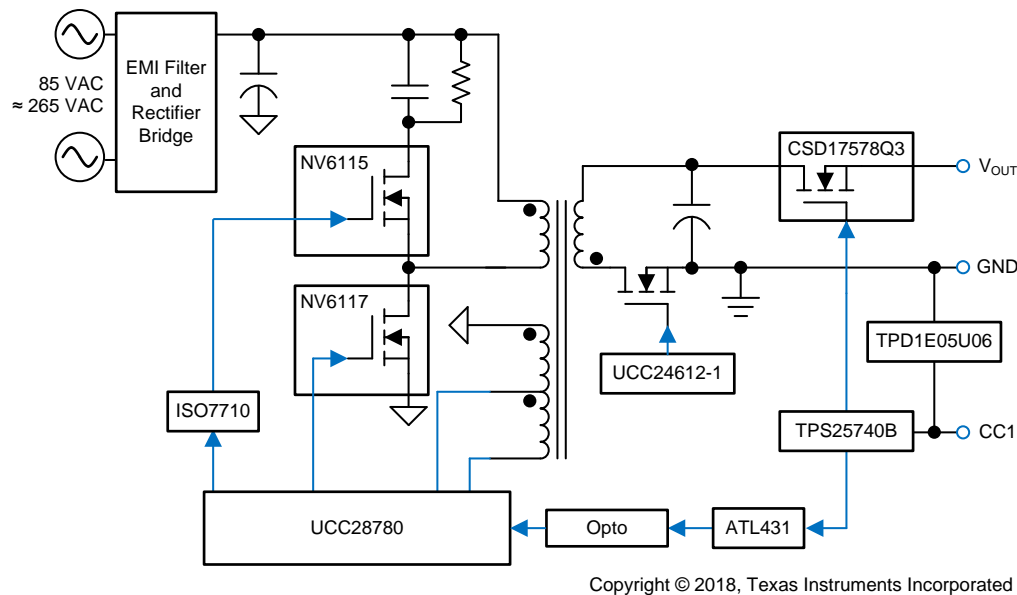 85 VAC
≈ 265 VAC
EMI Filter
and
Rectifier
Bridge
NV6115
CSD17578Q3
VOUT
GND
NV6117
TPD1E05U06
UCC24612-1
ISO7710
TPS25740B
CC1
UCC28780
Opto
ATL431
Copyright © 2018, Texas Instruments Incorporated